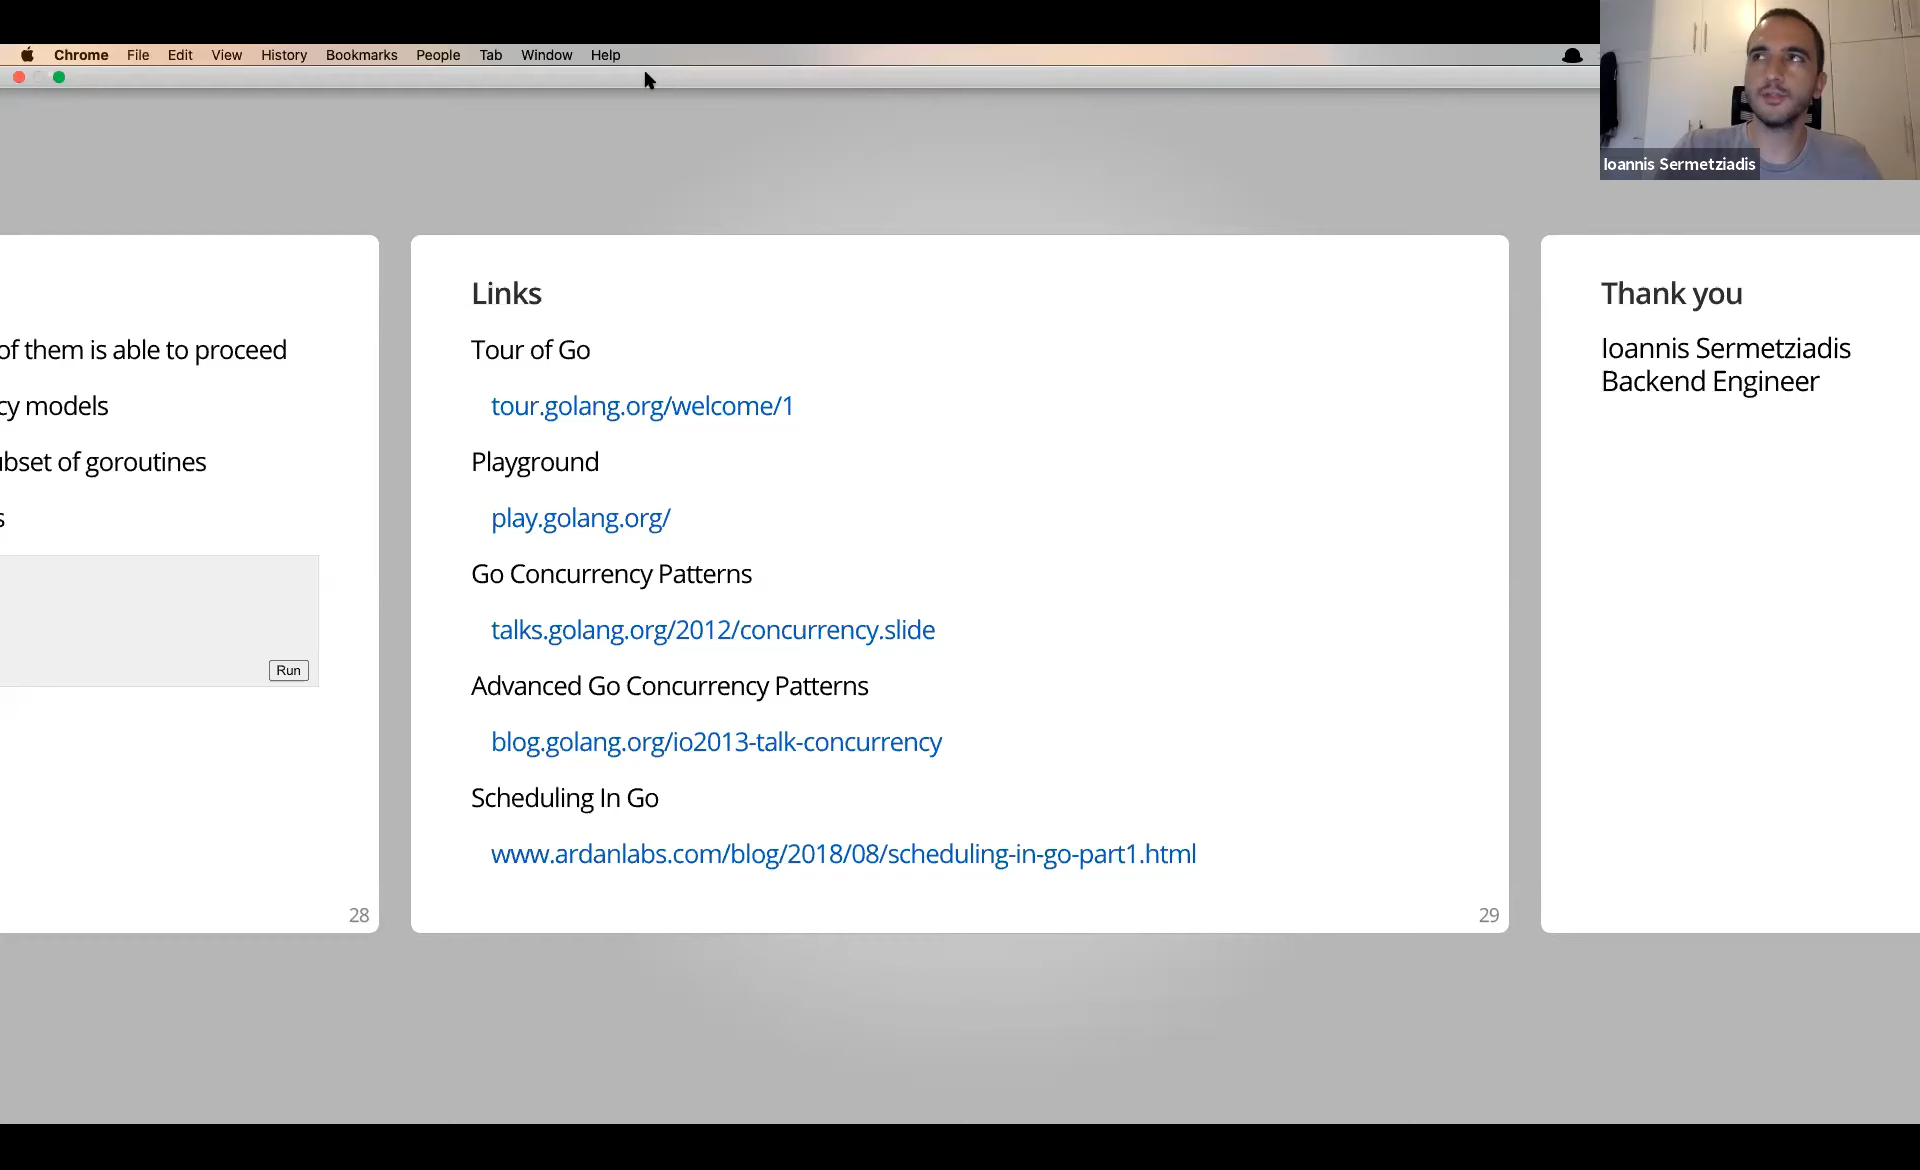 Chrome File Edit View History Bookmarks People Tab Window Help
Ioannis Sermetziadis
of them is able to proceed
cy models
ubset of goroutines
s
Run
28
Links
Tour of Go
tour.golang.org/welcome/1
Playground
play.golang.org/
Go Concurrency Patterns
talks.golang.org/2012/concurrency.slide
Advanced Go Concurrency Patterns
blog.golang.org/io2013-talk-concurrency
Scheduling In Go
www.ardanlabs.com/blog/2018/08/scheduling-in-go-part1.html
29
Thank you
Ioannis Sermetziadis
Backend Engineer